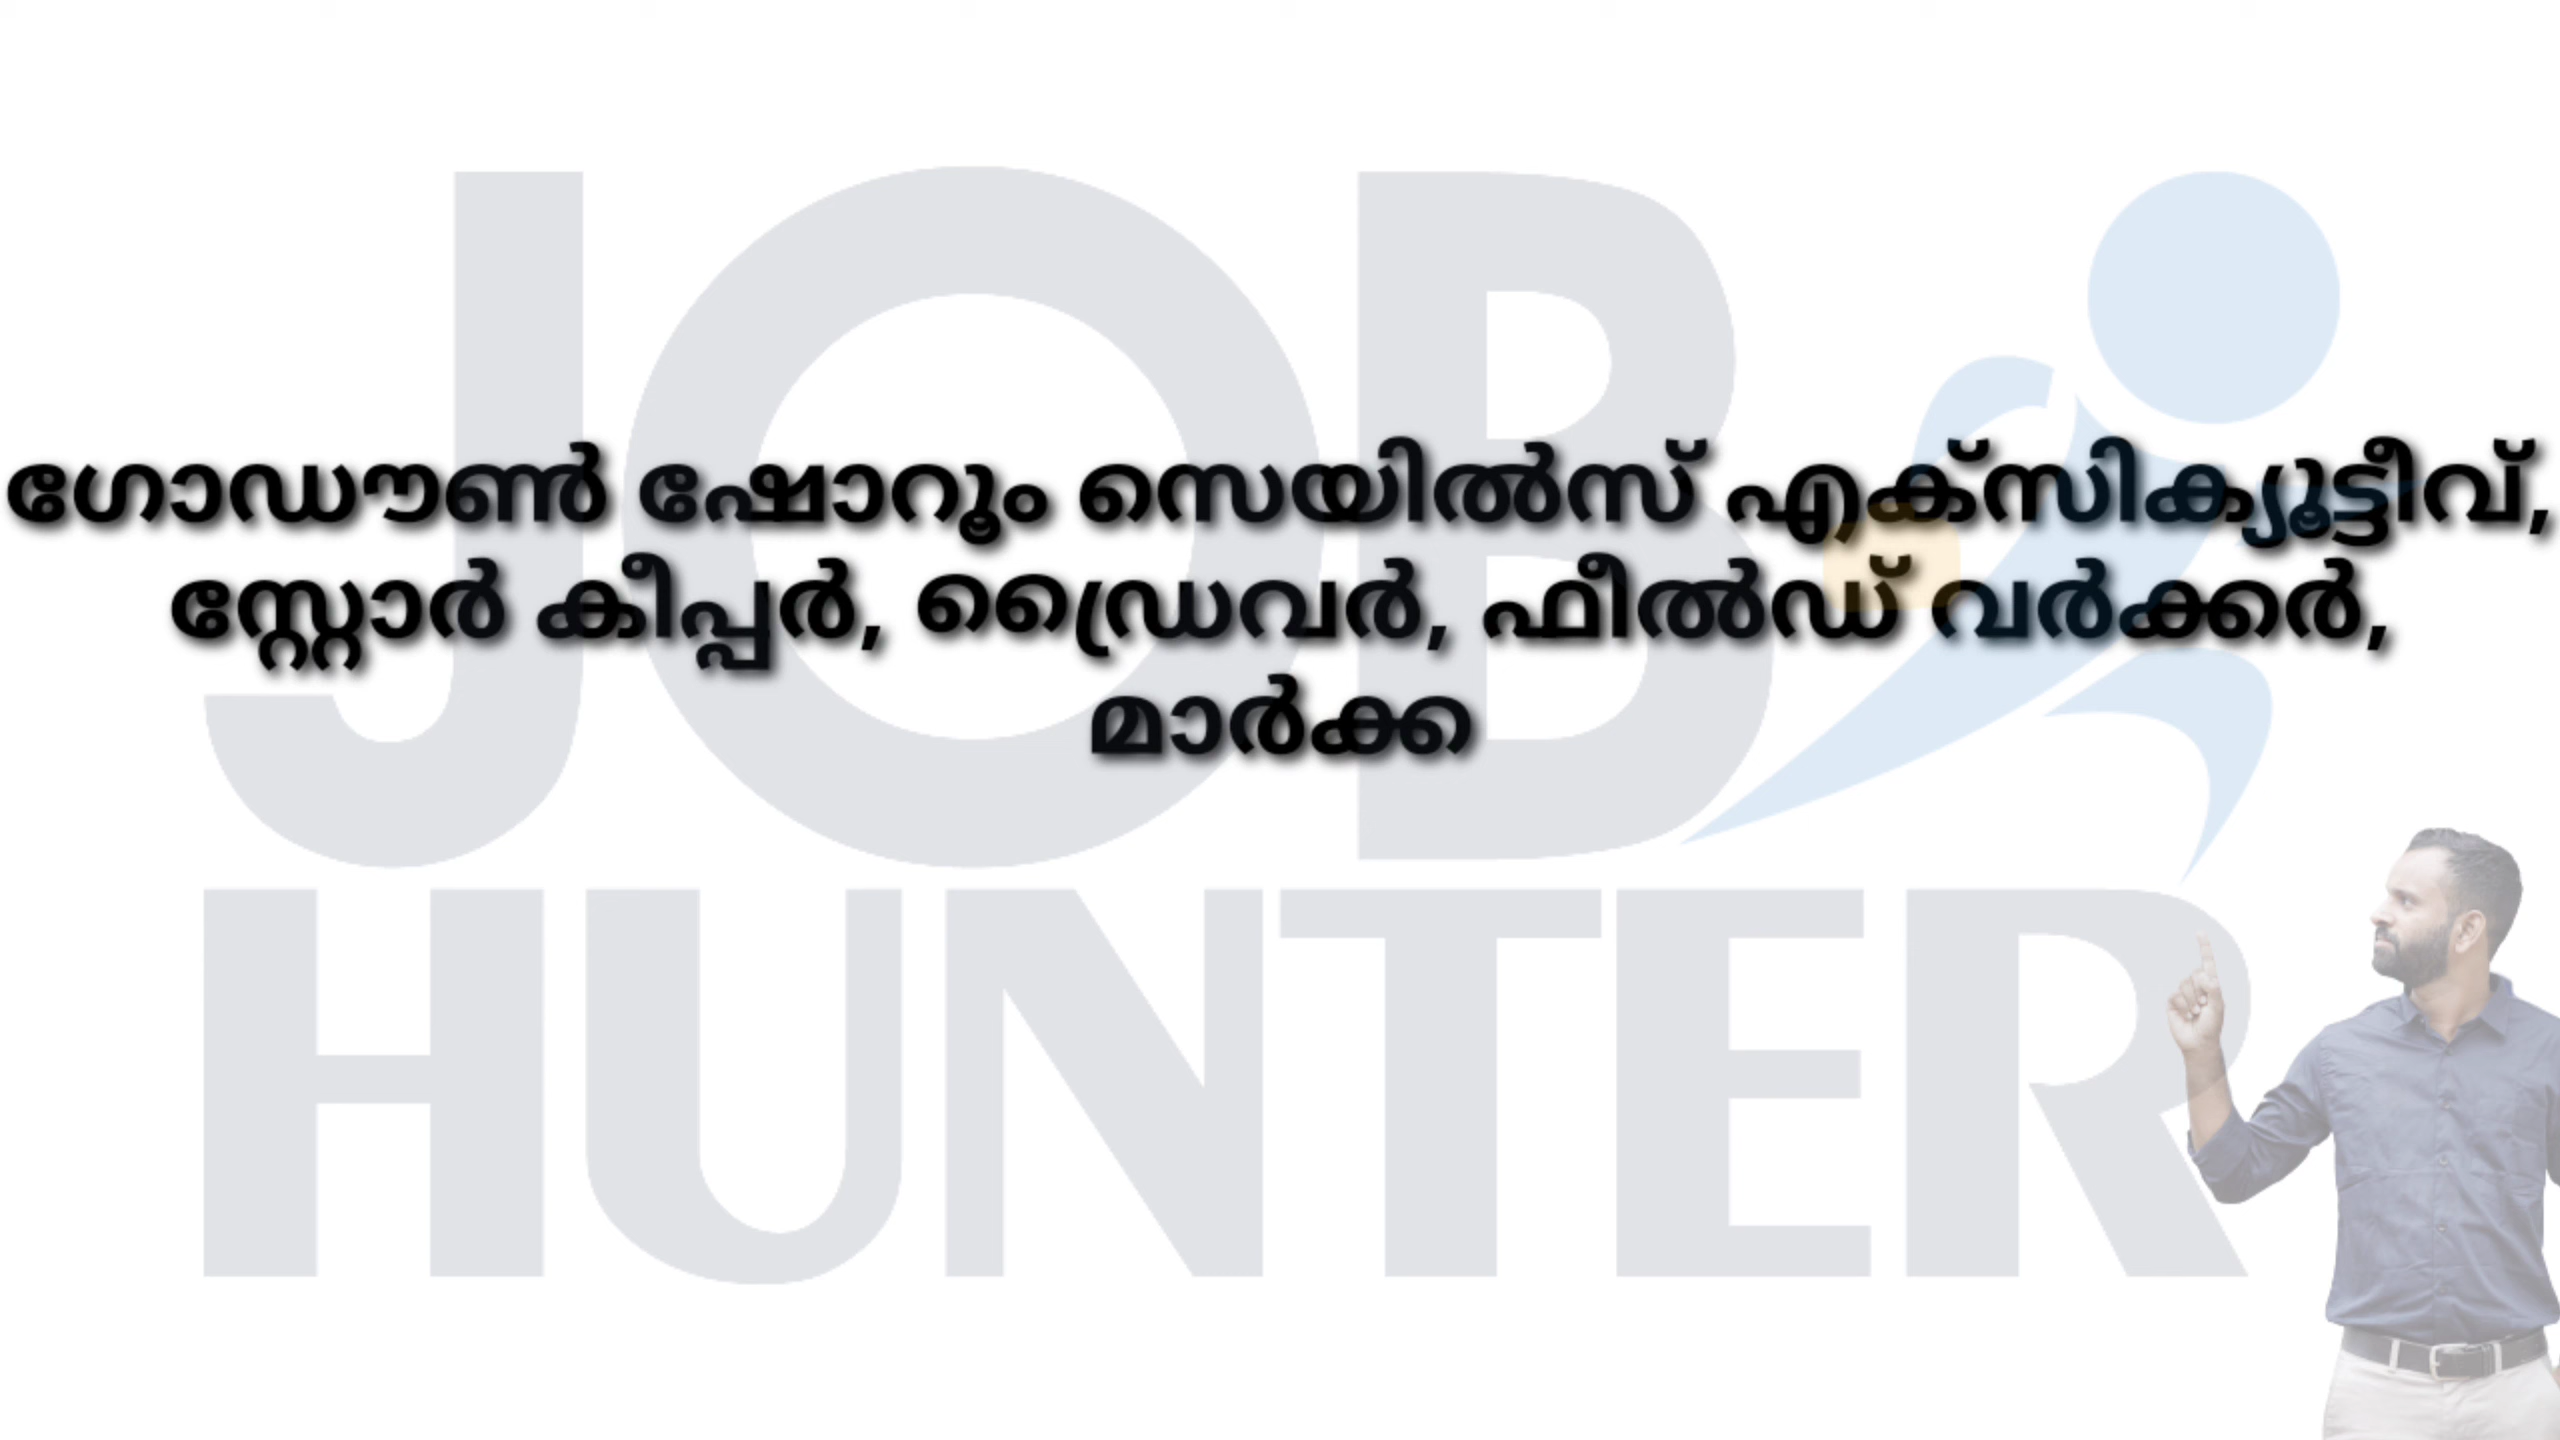 JOB
ഗോഡൗൺ ഷോറൂം സെയിൽസ് എക്സിക്യൂട്ടീവ്,
സ്റ്റോർ കീപ്പർ, ഡ്രൈവർ, ഫീൽഡ് വർക്കർ,
മാർക്ക
HUNTER